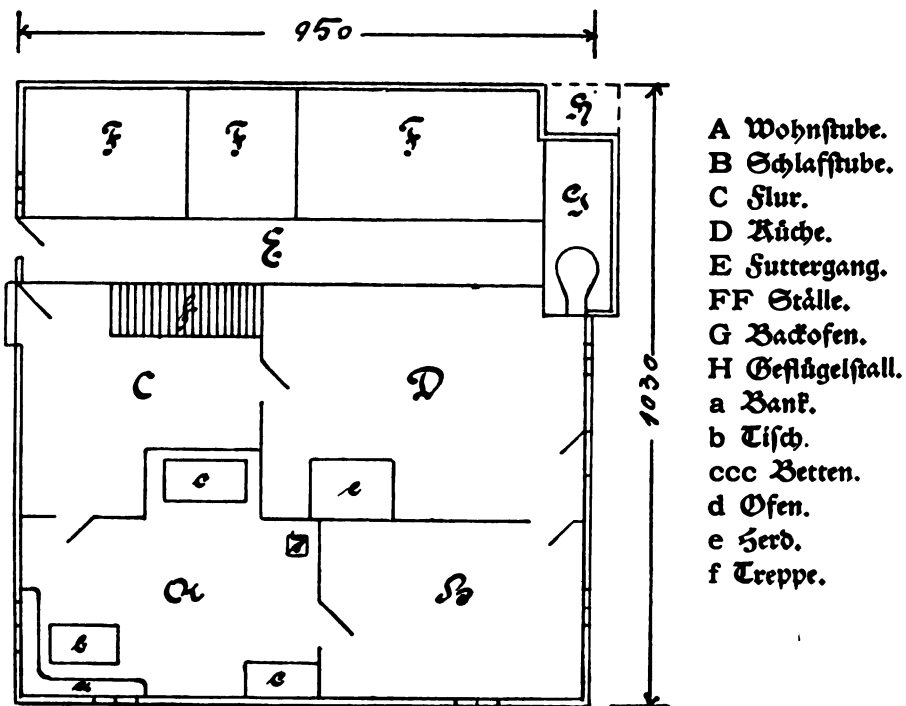 950
F F F H
G
E
f
C D
1030
c e
d
A B
b
a c
A Wohnstube.
B Schlafstube.
C Flur.
D Küche.
E Futtergang.
FF Ställe.
G Backofen.
H Geflügelstall.
a Bank.
b Tisch.
ccc Betten.
d Ofen.
e Herd.
f Treppe.